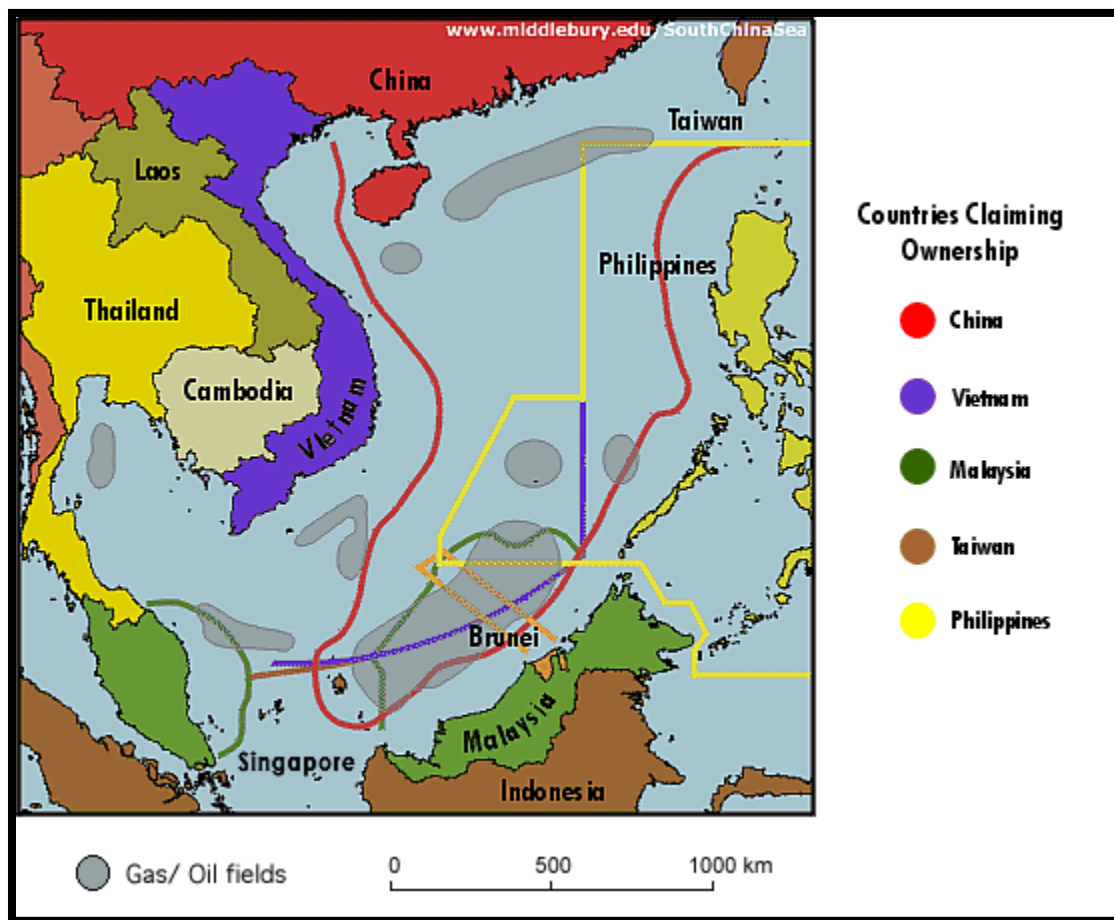 www.middlebury.edu/SouthChinaSea
China
Taiwan
Laos
Countries Claiming
Ownership
Philippines
Thailand
China
Cambodia
Vietnam
Vietnam
Malaysia
Taiwan
Philippines
Brunei
Malaysia
Singapore
Indonesia
Gas/ Oil fields
0 500 1000 km